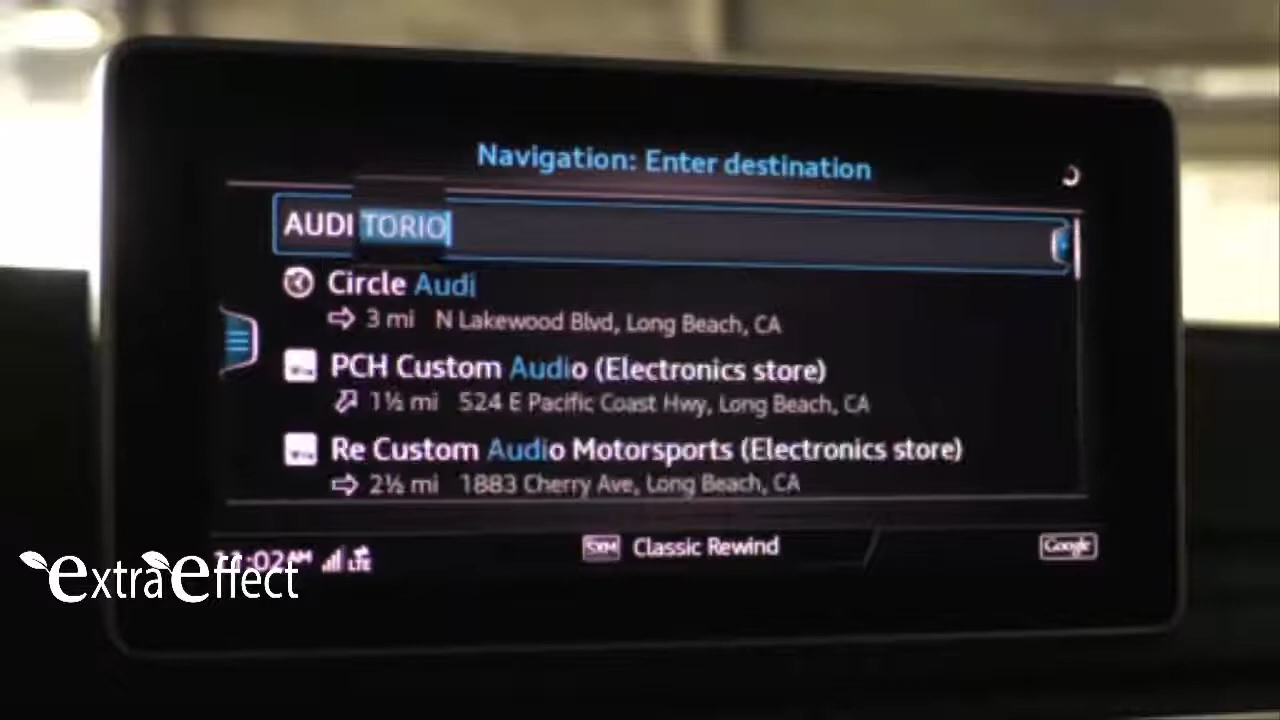 Navigation: Enter destination
AUDI TORIO
Circle Audi
3 mi N Lakewood Blvd, Long Beach, CA
PCH Custom Audio (Electronics store)
1½ mi 524 E Pacific Coast Hwy, Long Beach, CA
Re Custom Audio Motorsports (Electronics store)
2½ mi 1883 Cherry Ave, Long Beach, CA
:02 AM LTE
SXM Classic Rewind
Google
extraeffect